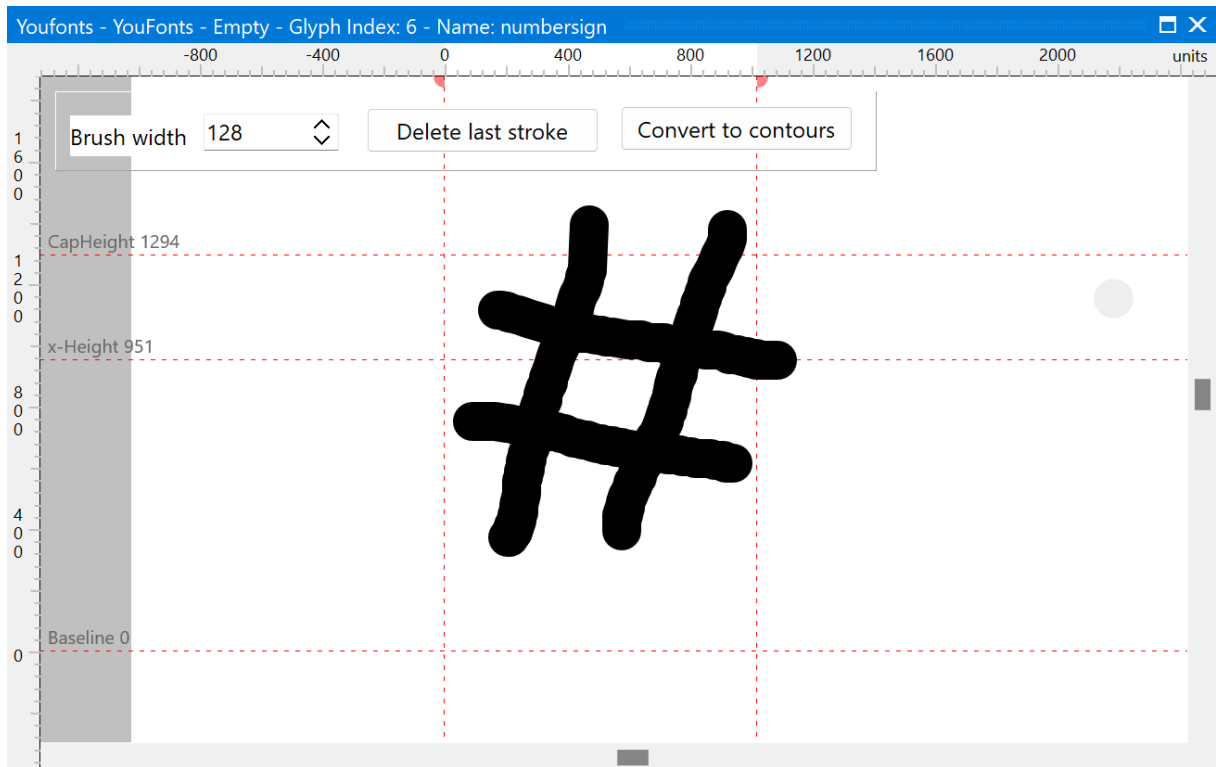 Youfonts - YouFonts - Empty - Glyph Index: 6 - Name: numbersign
-800 -400 0 400 800 1200 1600 2000 units
Brush width 128 Delete last stroke Convert to contours
1600
CapHeight 1294
1200
x-Height 951
800
#
400
Baseline 0
0